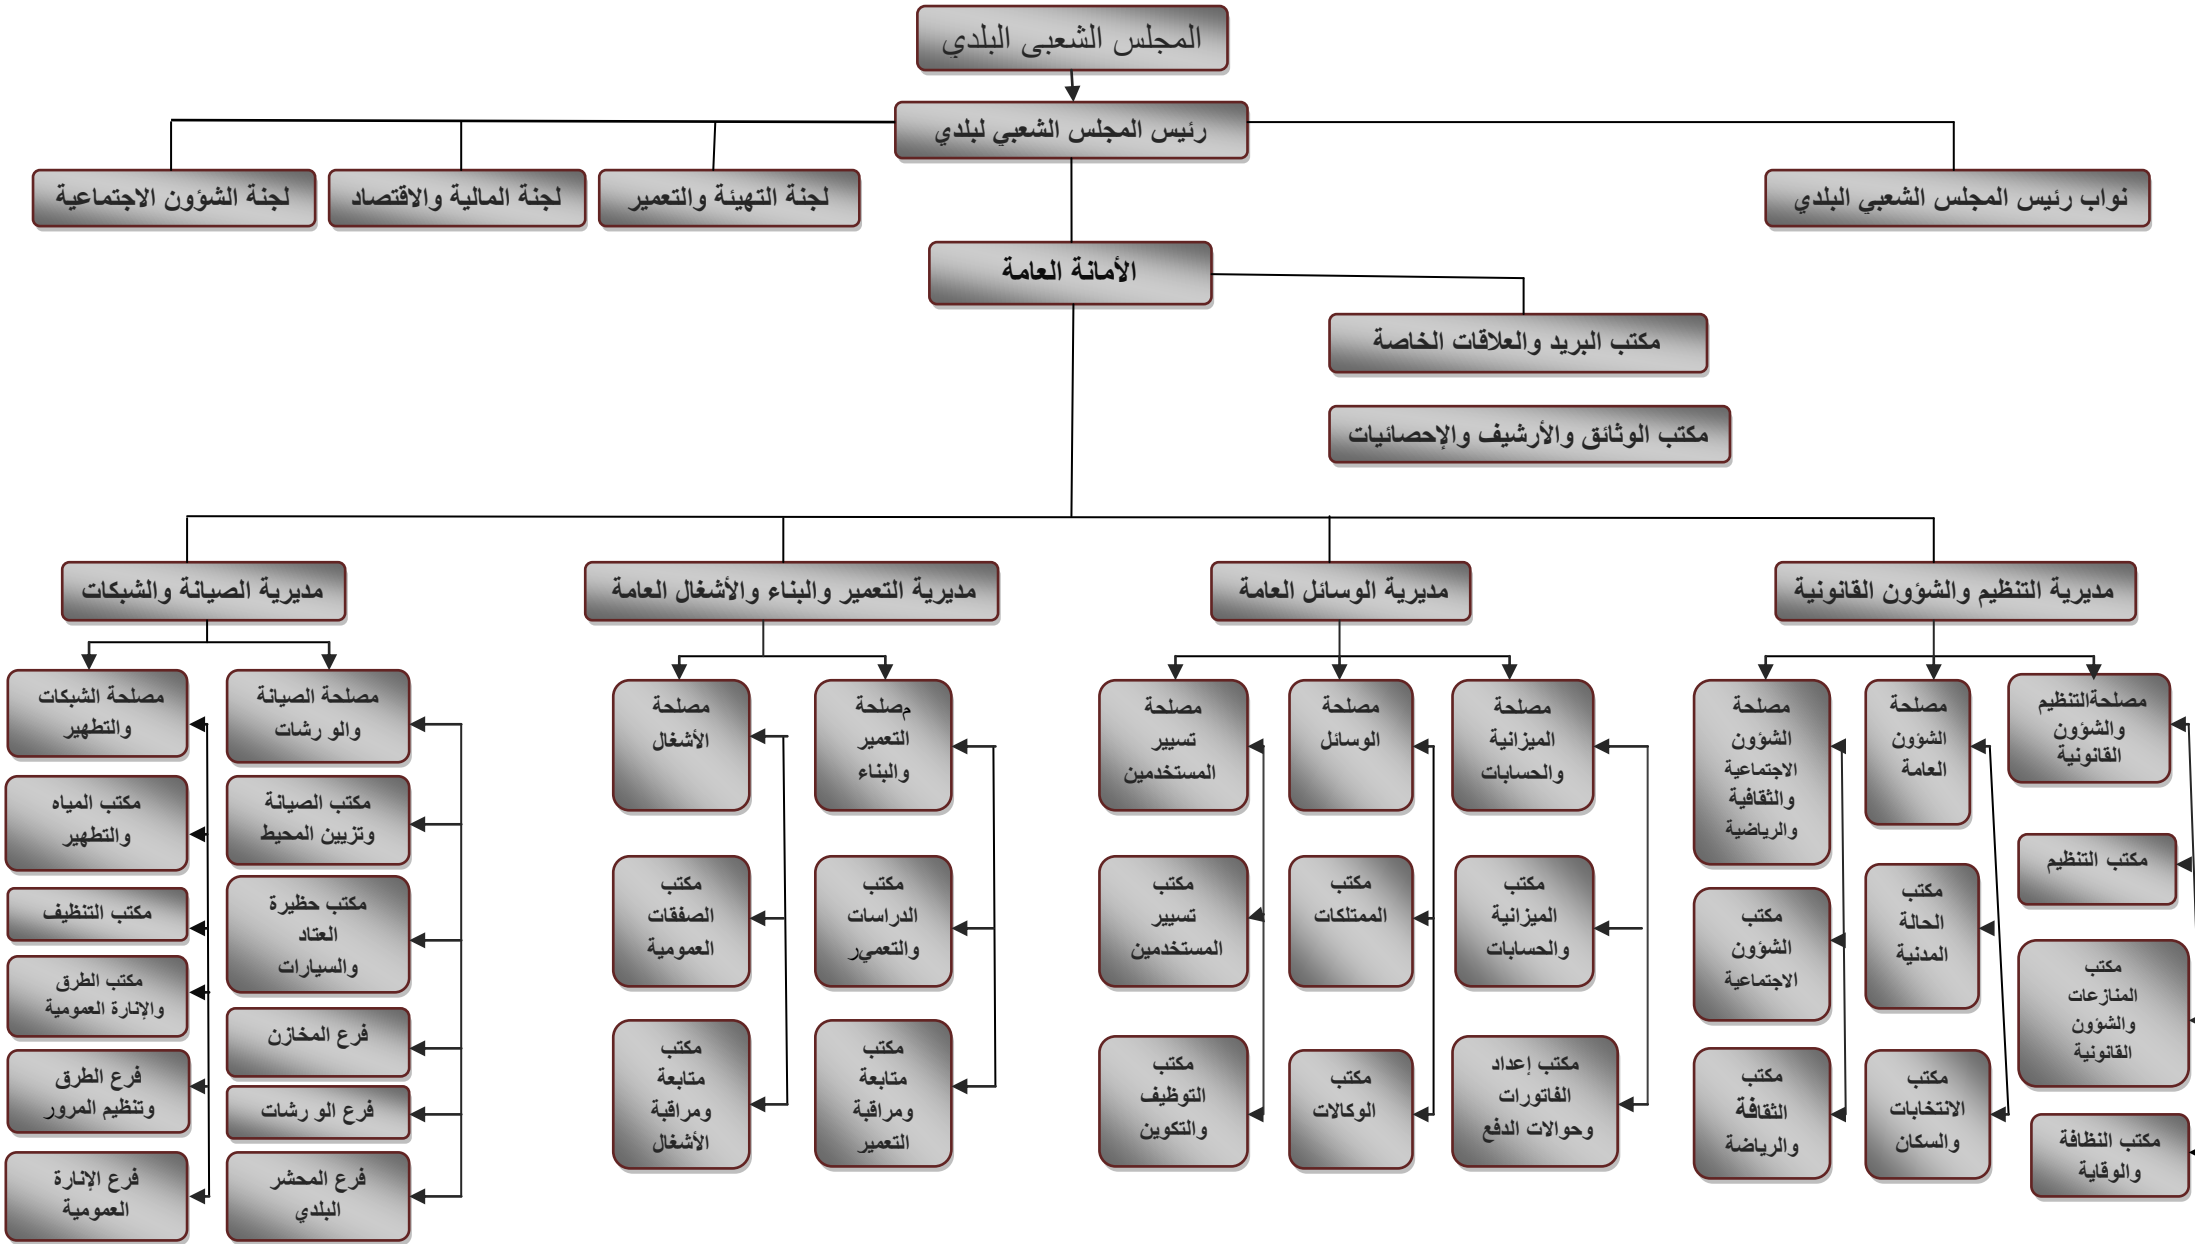 المجلس الشعبي البلدي
رئيس المجلس الشعبي لبلدي
نواب رئيس المجلس الشعبي البلدي
لجنة التهيئة والتعمير
لجنة المالية والاقتصاد
لجنة الشؤون الاجتماعية
الأمانة العامة
مكتب البريد والعلاقات الخاصة
مكتب الوثائق والأرشيف والإحصائيات
مديرية التنظيم والشؤون القانونية
مديرية الوسائل العامة
مديرية التعمير والبناء والأشغال العامة
مديرية الصيانة والشبكات
مصلحةالتنظيم
والشؤون
القانونية
مكتب التنظيم
مكتب
المنازعات
والشؤون
القانونية
مكتب النظافة
والوقاية
مصلحة
الشؤون
العامة
مكتب
الحالة
المدنية
مكتب
الانتخابات
والسكان
مصلحة
الشؤون
الاجتماعية
والثقافية
والرياضية
مكتب
الشؤون
الاجتماعية
مكتب
الثقافة
والرياضة
مصلحة
الميزانية
والحسابات
مكتب
الميزانية
والحسابات
مكتب إعداد
الفاتورات
وحوالات الدفع
مصلحة
الوسائل
مكتب
الممتلكات
مكتب
الوكالات
مصلحة
تسيير
المستخدمين
مكتب
تسيير
المستخدمين
مكتب
التوظيف
والتكوين
مصلحة
التعمير
والبناء
مكتب
الدراسات
والتعمير
مكتب
متابعة
ومراقبة
التعمير
مصلحة
الأشغال
مكتب
الصفقات
العمومية
مكتب
متابعة
ومراقبة
الأشغال
مصلحة الصيانة
والو رشات
مكتب الصيانة
وتزيين المحيط
مكتب حظيرة
العتاد
والسيارات
فرع المخازن
فرع الو رشات
فرع المحشر
البلدي
مصلحة الشبكات
والتطهير
مكتب المياه
والتطهير
مكتب التنظيف
مكتب الطرق
والإنارة العمومية
فرع الطرق
وتنظيم المرور
فرع الإنارة
العمومية